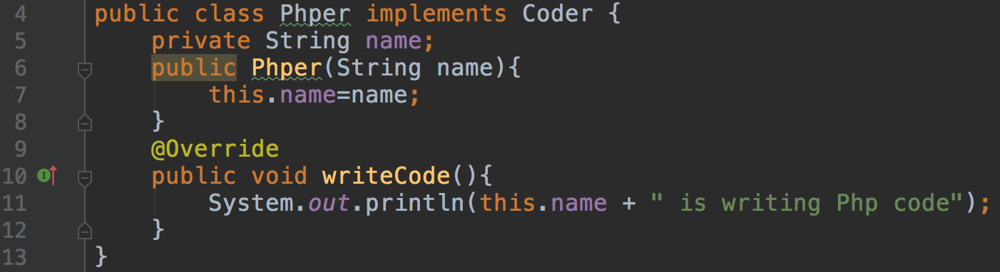 4 public class Phper implements Coder {
5     private String name;
6     public Phper(String name){
7         this.name=name;
8     }
9     @Override
10     public void writeCode(){
11         System.out.println(this.name + " is writing Php code");
12     }
13 }